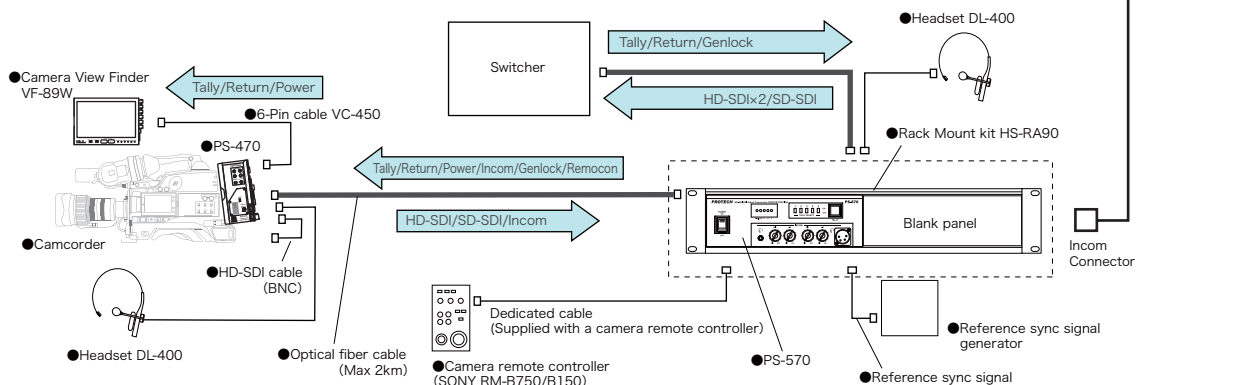 ●Headset DL-400
Tally/Return/Genlock
Switcher
HD-SDI×2/SD-SDI
●Camera View Finder
VF-89W
Tally/Return/Power
●6-Pin cable VC-450
●PS-470
●Rack Mount kit HS-RA90
Tally/Return/Power/Incom/Genlock/Remocon
HD-SDI/SD-SDI/Incom
PROTECH
Blank panel
●Camcorder
Incom
Connector
●HD-SDI cable
(BNC)
Dedicated cable
(Supplied with a camera remote controller)
●Headset DL-400
●Optical fiber cable
(Max 2km)
●Camera remote controller
(SONY RM-B750/B150)
●PS-570
●Reference sync signal
generator
●Reference sync signal